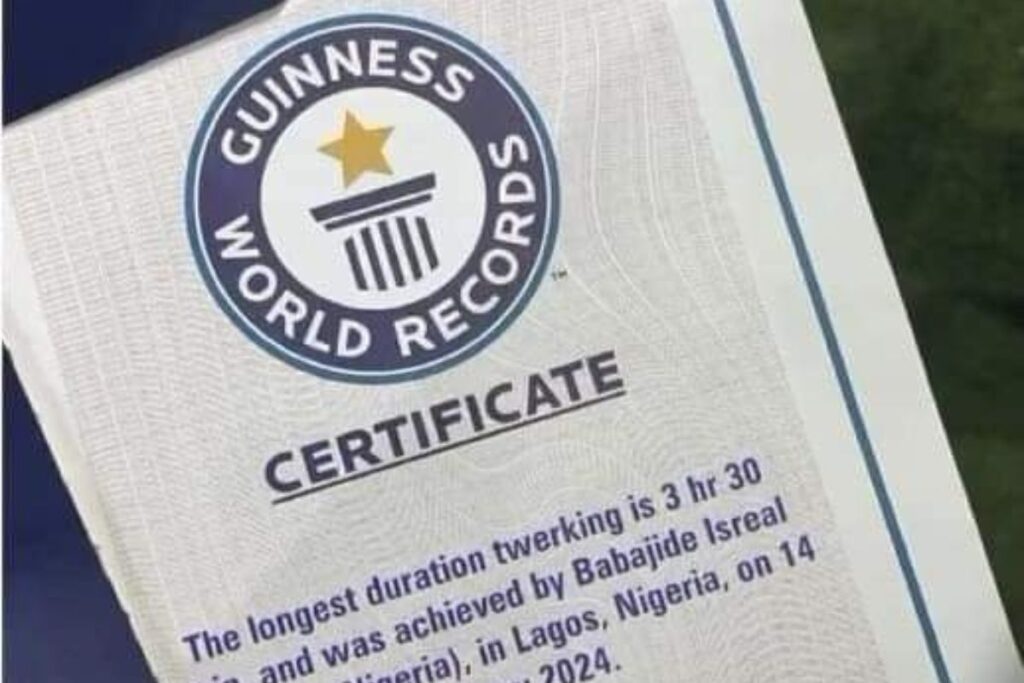 GUINNESS
WORLD RECORDS
™
CERTIFICATE
The longest duration twerking is 3 hr 30
and was achieved by Babajide Isreal
in Lagos, Nigeria, on 14
2024.